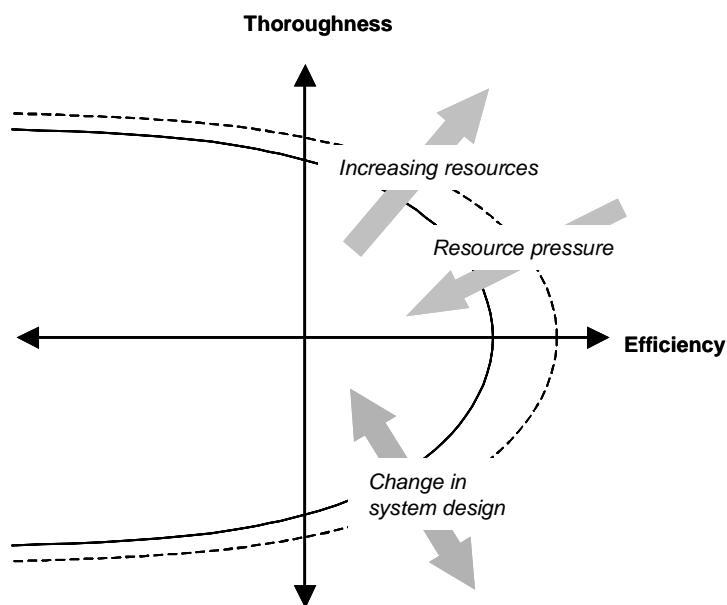 Thoroughness
Increasing resources
Resource pressure
Efficiency
Change in
system design